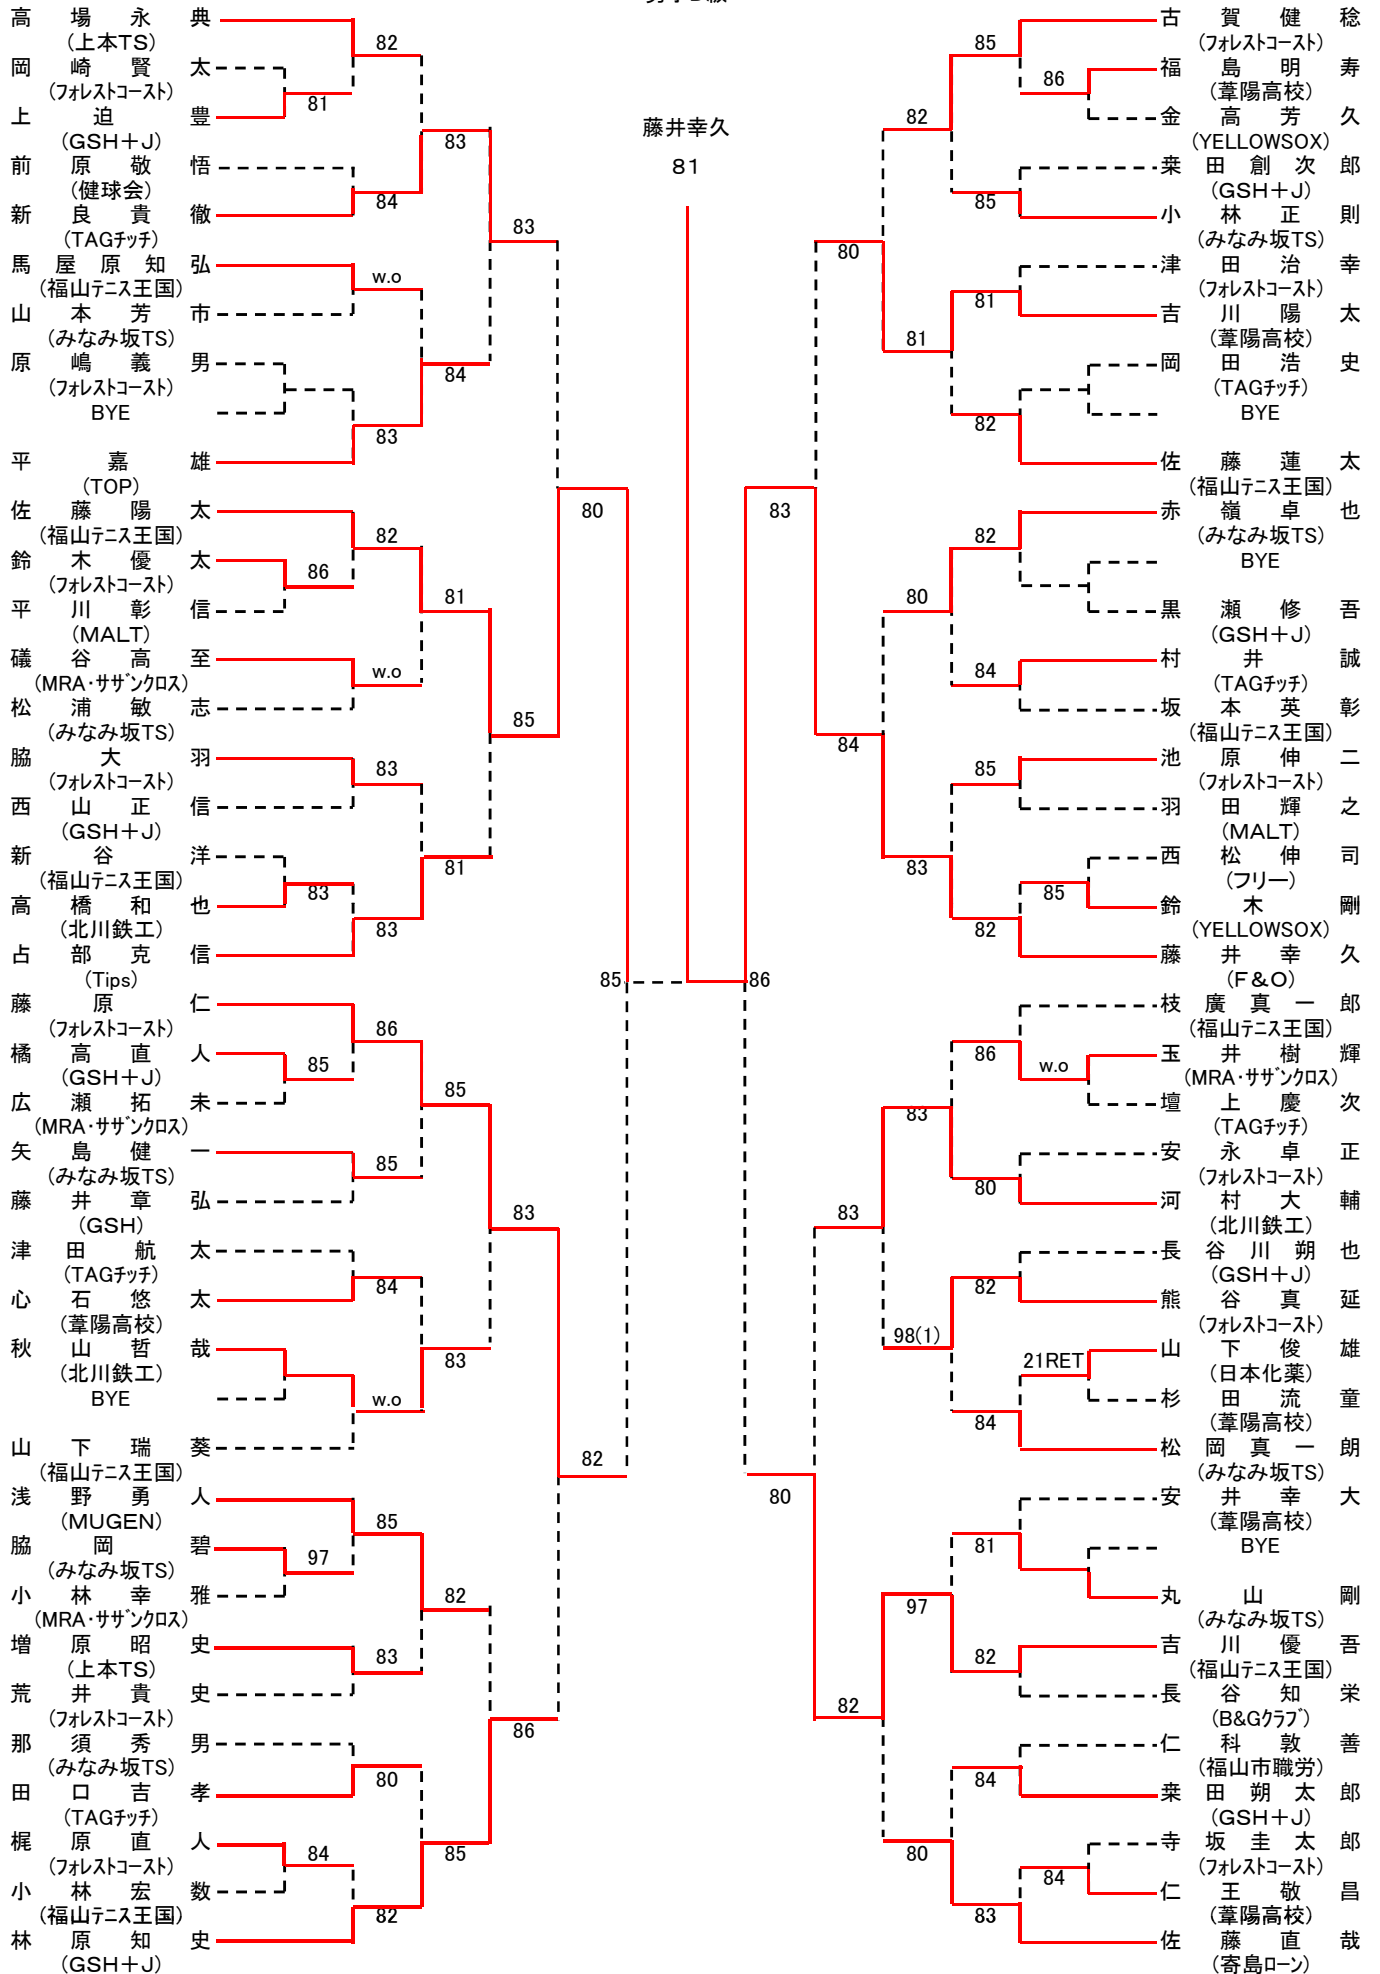 高場永典
(上本TS)
岡崎賢太
(フォレストコースト)
上迫豊
(GSH+J)
前原敬悟
(健球会)
新良貴徹
(TAGチッチ)
馬屋原知弘
(福山テニス王国)
山本芳市
(みなみ坂TS)
原嶋義男
(フォレストコースト)
BYE
平嘉雄
(TOP)
佐藤陽太
(福山テニス王国)
鈴木優太
(フォレストコースト)
平川彰信
(MALT)
礒谷高至
(MRA・サザンクロス)
松浦敏志
(みなみ坂TS)
脇大羽
(フォレストコースト)
西山正信
(GSH+J)
新谷洋
(福山テニス王国)
高橋和也
(北川鉄工)
占部克信
(Tips)
藤原仁
(フォレストコースト)
橘高直人
(GSH+J)
広瀬拓未
(MRA・サザンクロス)
矢島健一
(みなみ坂TS)
藤井章弘
(GSH)
津田航太
(TAGチッチ)
心石悠太
(葦陽高校)
秋山哲哉
(北川鉄工)
BYE
山下瑞葵
(福山テニス王国)
浅野勇人
(MUGEN)
脇岡碧
(みなみ坂TS)
小林幸雅
(MRA・サザンクロス)
増原昭史
(上本TS)
荒井貴史
(フォレストコースト)
那須秀男
(みなみ坂TS)
田口吉孝
(TAGチッチ)
梶原直人
(フォレストコースト)
小林宏数
(福山テニス王国)
林原知史
(GSH+J)
82
81
84
w.o
83
82
86
w.o
83
83
83
86
85
85
84
w.o
85
97
83
80
84
82
83
84
81
81
85
83
82
85
83
85
83
86
80
82
85
藤井幸久
81
86
83
80
80
84
83
82
82
81
80
83
83
98(1)
97
80
85
86
85
81
82
82
84
85
85
82
86
w.o
80
82
21RET
84
81
82
84
84
83
古賀健稔
(フォレストコースト)
福島明寿
(葦陽高校)
金高芳久
(YELLOWSOX)
桒田創次郎
(GSH+J)
小林正則
(みなみ坂TS)
津田治幸
(フォレストコースト)
吉川陽太
(葦陽高校)
岡田浩史
(TAGチッチ)
BYE
佐藤蓮太
(福山テニス王国)
赤嶺卓也
(みなみ坂TS)
BYE
黒瀬修吾
(GSH+J)
村井誠
(TAGチッチ)
坂本英彰
(福山テニス王国)
池原伸二
(フォレストコースト)
羽田輝之
(MALT)
西松伸司
(フリー)
鈴木剛
(YELLOWSOX)
藤井幸久
(F&O)
枝廣真一郎
(福山テニス王国)
玉井樹輝
(MRA・サザンクロス)
壇上慶次
(TAGチッチ)
安永卓正
(フォレストコースト)
河村大輔
(北川鉄工)
長谷川朔也
(GSH+J)
熊谷真延
(フォレストコースト)
山下俊雄
(日本化薬)
杉田流童
(葦陽高校)
松岡真一朗
(みなみ坂TS)
安井幸大
(葦陽高校)
BYE
丸山剛
(みなみ坂TS)
吉川優吾
(福山テニス王国)
長谷知栄
(B&Gクラブ)
仁科敦善
(福山市職労)
桒田朔太郎
(GSH+J)
寺坂圭太郎
(フォレストコースト)
仁王敬昌
(葦陽高校)
佐藤直哉
(寄島ローン)